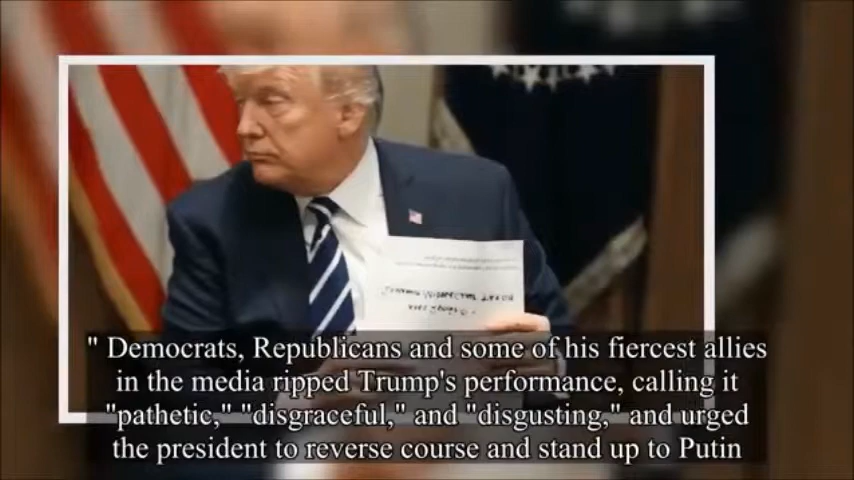 " Democrats, Republicans and some of his fiercest allies
in the media ripped Trump's performance, calling it
"pathetic," "disgraceful," and "disgusting," and urged
the president to reverse course and stand up to Putin